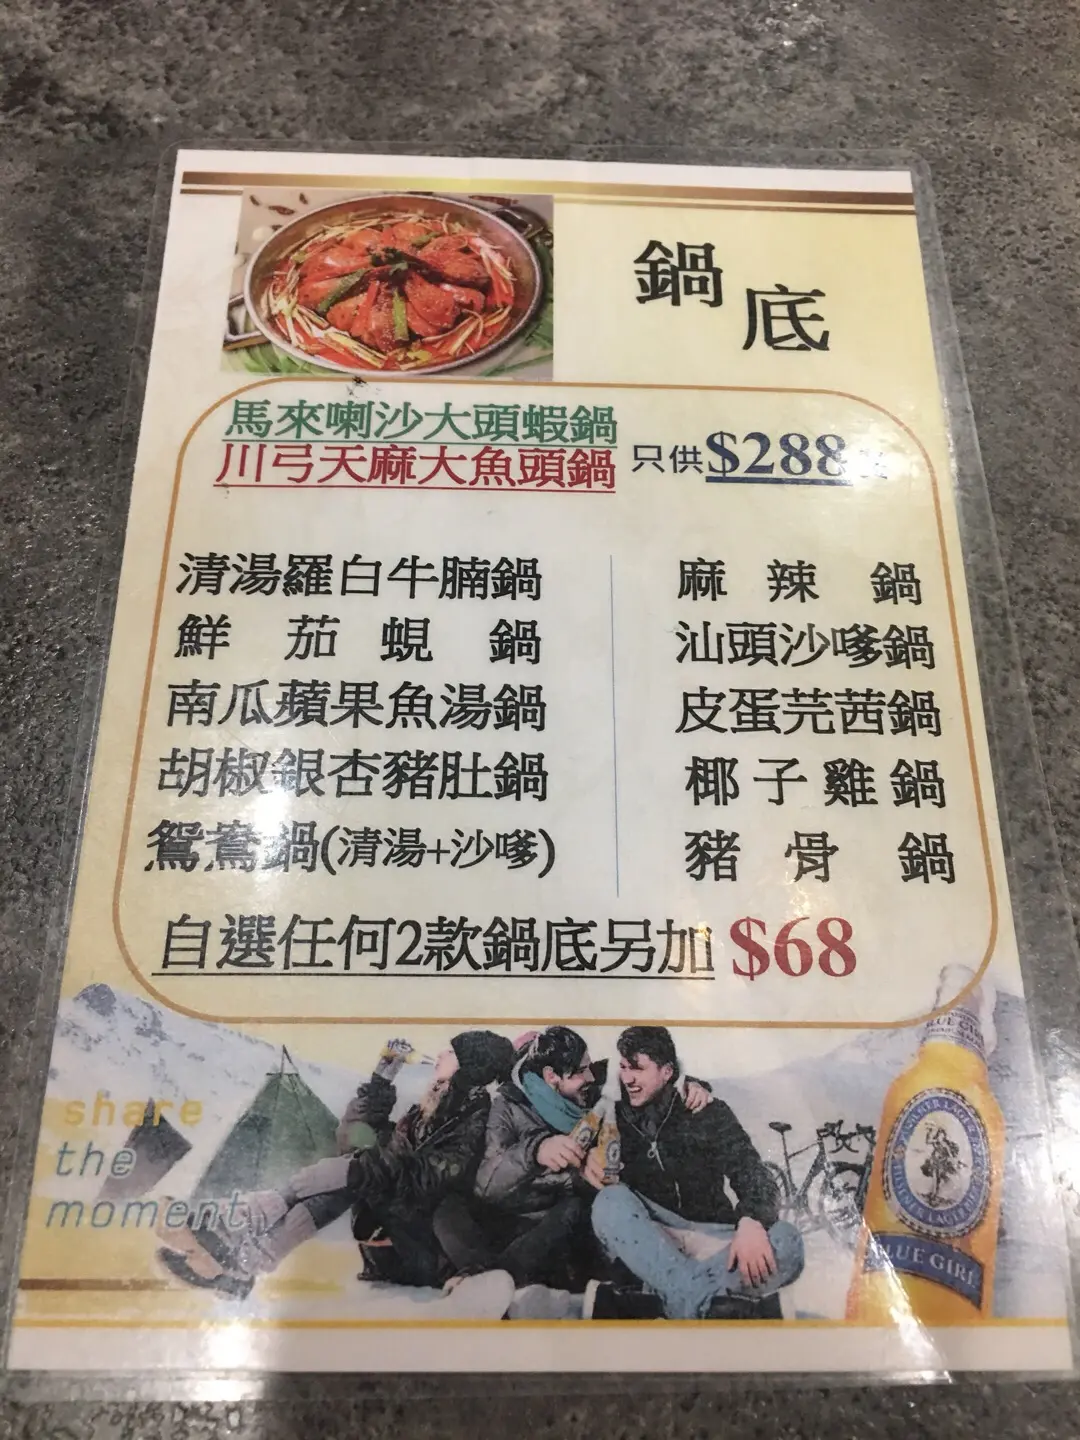 鍋底
馬來喇沙大頭蝦鍋
川弓天麻大魚頭鍋
只供$288
清湯羅白牛腩鍋
鮮茄蜆鍋
南瓜蘋果魚湯鍋
胡椒銀杏豬肚鍋
鴛鴦鍋(清湯+沙嗲)
麻辣鍋
汕頭沙嗲鍋
皮蛋芫茜鍋
椰子雞鍋
豬骨鍋
自選任何2款鍋底另加 $68
share
the
moment
BLUE GIRL
BLUE GIRL